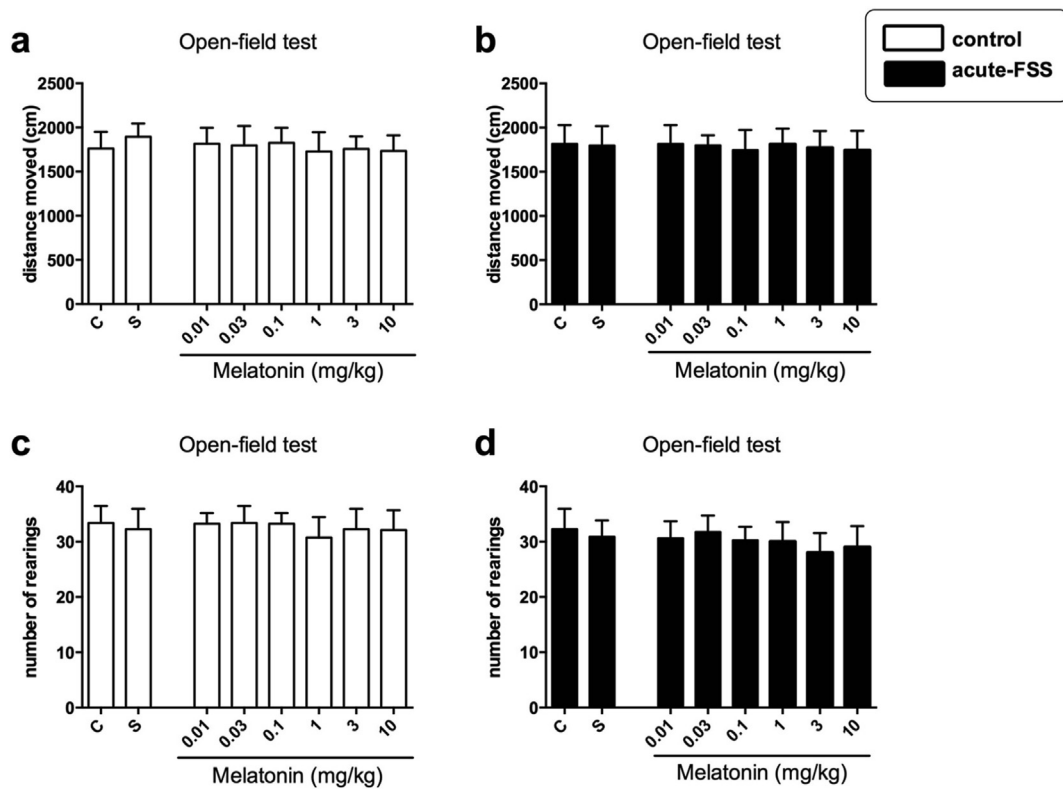 a
Open-field test
distance moved (cm)
2500
2000
1500
1000
500
0
C
S
0.01
0.03
0.1
1
3
10
Melatonin (mg/kg)
b
Open-field test
distance moved (cm)
2500
2000
1500
1000
500
0
C
S
0.01
0.03
0.1
1
3
10
Melatonin (mg/kg)
control
acute-FSS
c
Open-field test
number of rearings
40
30
20
10
0
C
S
0.01
0.03
0.1
1
3
10
Melatonin (mg/kg)
d
Open-field test
number of rearings
40
30
20
10
0
C
S
0.01
0.03
0.1
1
3
10
Melatonin (mg/kg)